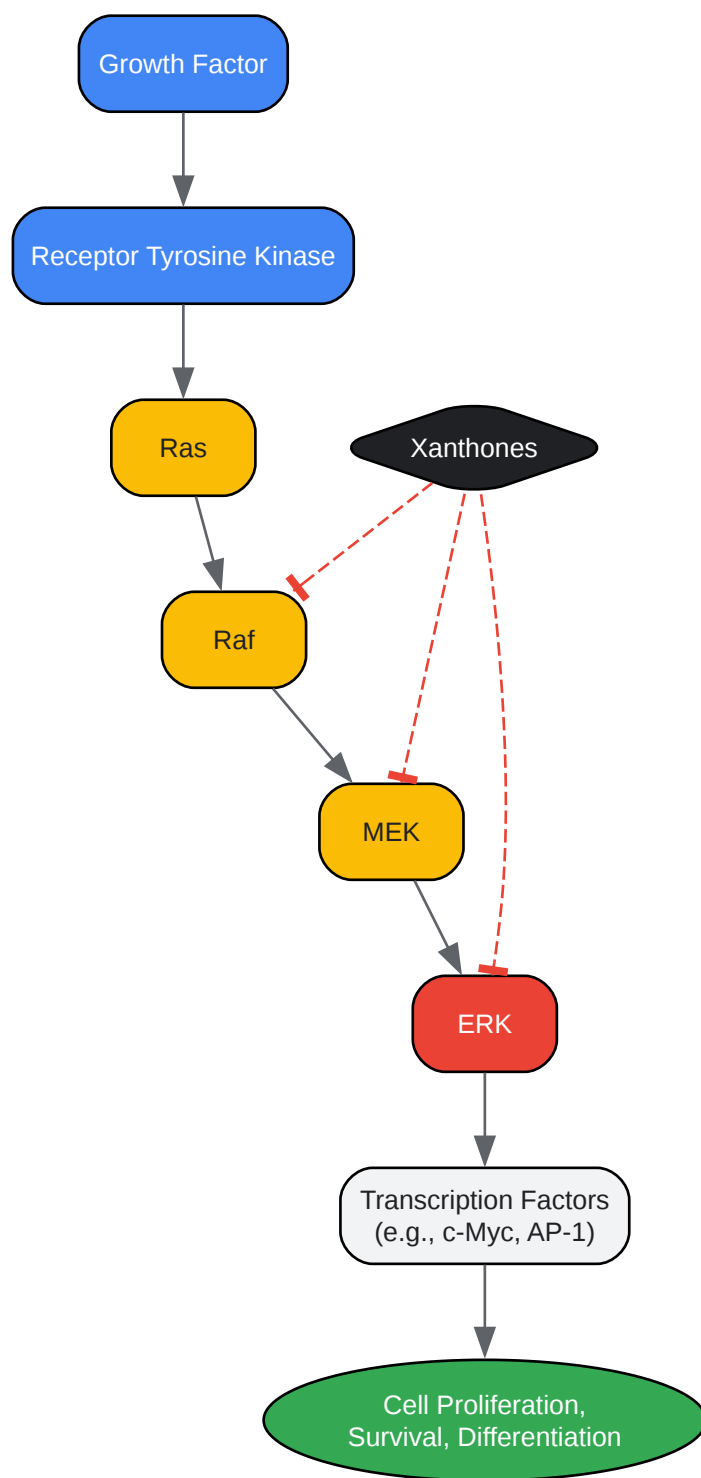 Growth Factor
Receptor Tyrosine Kinase
Ras
Xanthones
Raf
MEK
ERK
Transcription Factors
(e.g., c-Myc, AP-1)
Cell Proliferation,
Survival, Differentiation